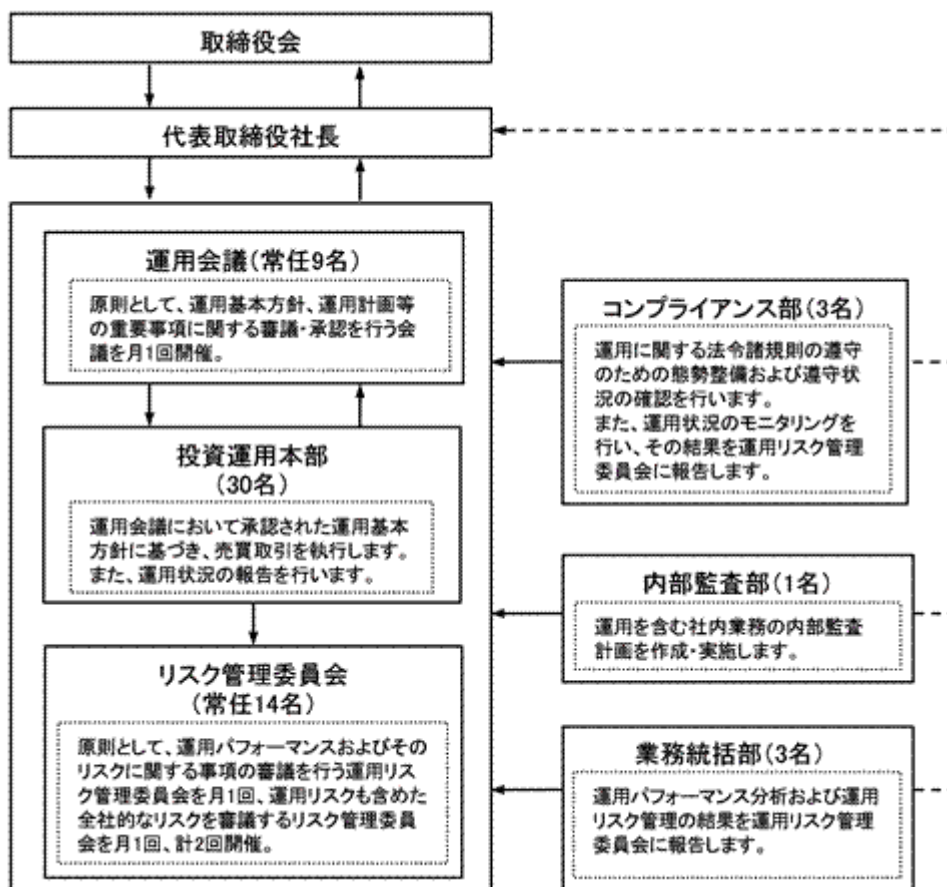 取締役会
代表取締役社長
運用会議(常任9名)
原則として、運用基本方針、運用計画等
の重要事項に関する審議・承認を行う会
議を月1回開催。
投資運用本部
(30名)
運用会議において承認された運用基本
方針に基づき、売買取引を執行します。
また、運用状況の報告を行います。
リスク管理委員会
(常任14名)
原則として、運用パフォーマンスおよびその
リスクに関する事項の審議を行う運用リス
ク管理委員会を月1回、運用リスクも含めた
全社的なリスクを審議するリスク管理委員
会を月1回、計2回開催。
コンプライアンス部(3名)
運用に関する法令諸規則の遵守
のための態勢整備および遵守状
況の確認を行います。
また、運用状況のモニタリングを
行い、その結果を運用リスク管理
委員会に報告します。
内部監査部(1名)
運用を含む社内業務の内部監査
計画を作成・実施します。
業務統括部(3名)
運用パフォーマンス分析および運用
リスク管理の結果を運用リスク管理
委員会に報告します。